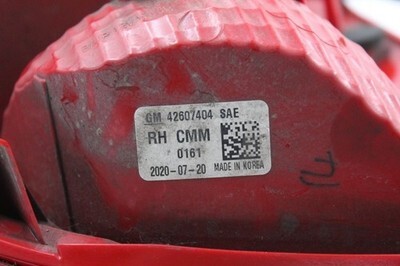 GM 42607404 SAE
RH CMM
0161
2020-07-20 MADE IN KOREA